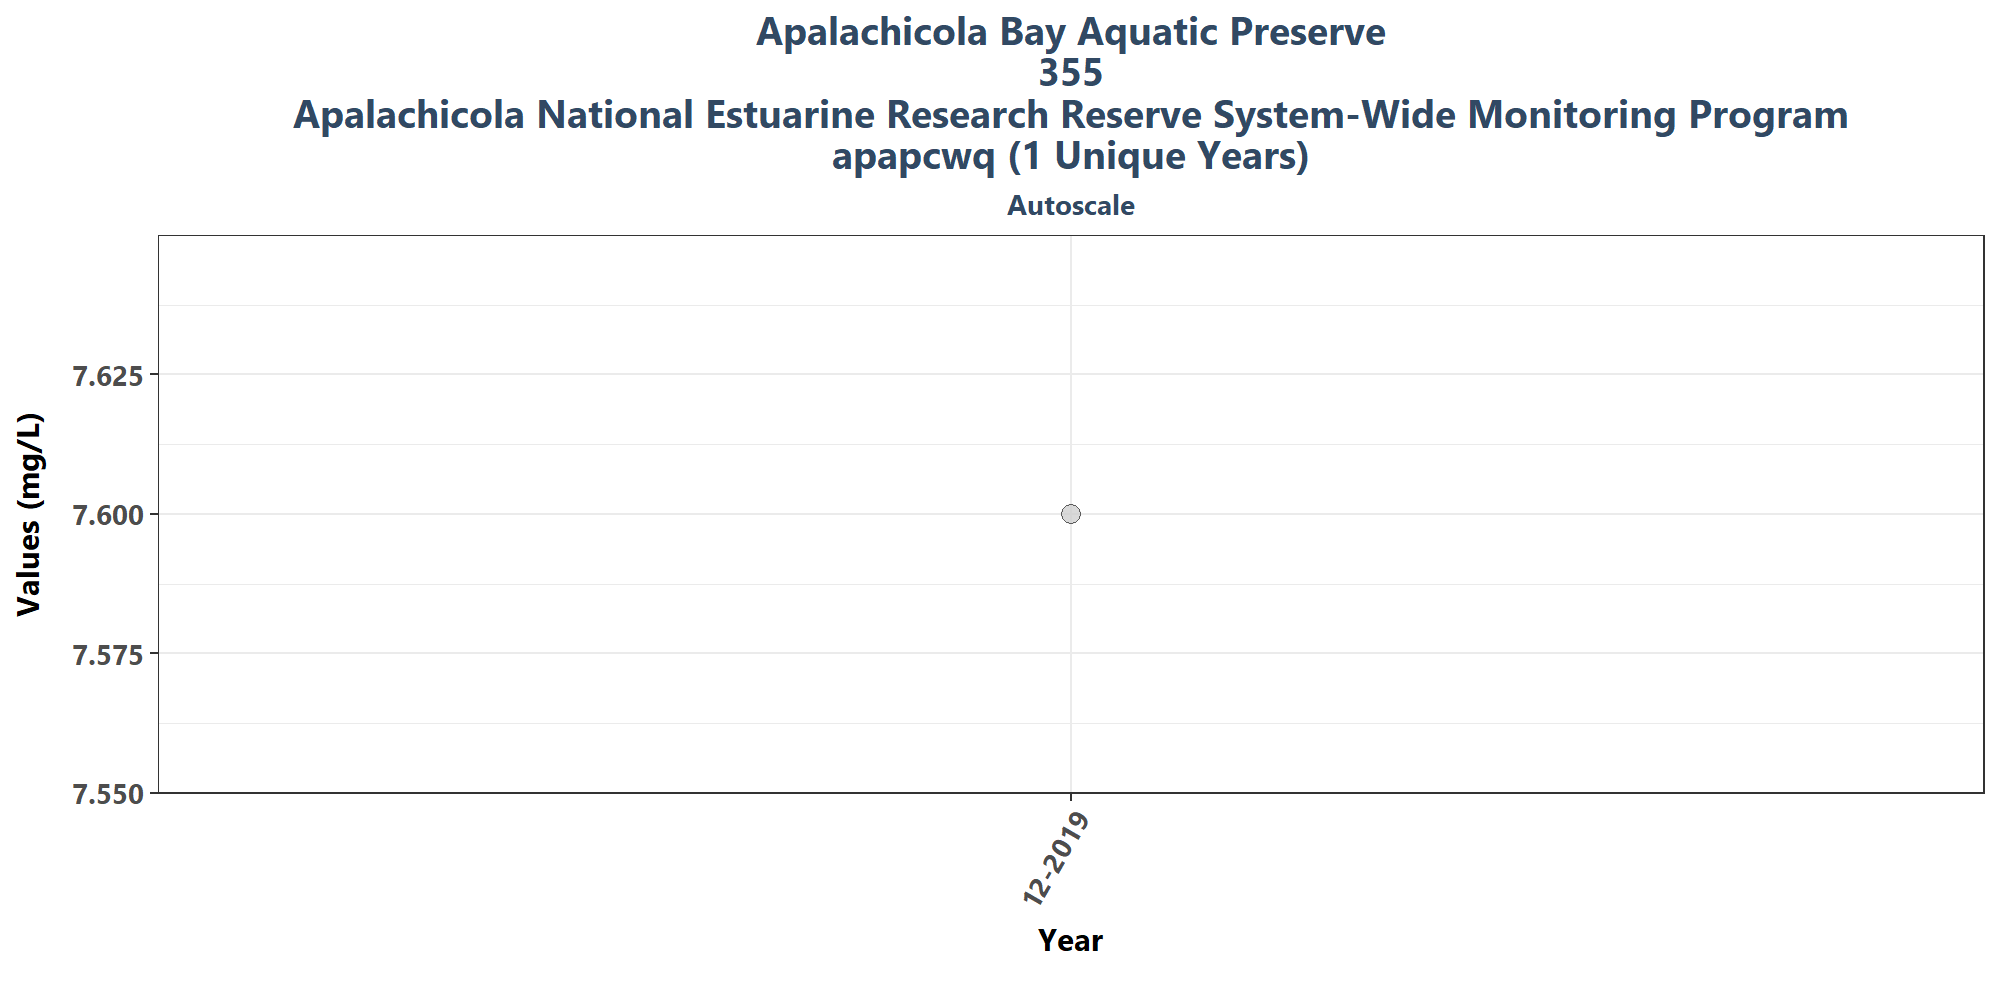 Apalachicola Bay Aquatic Preserve
355
Apalachicola National Estuarine Research Reserve System-Wide Monitoring Program
apapcwq (1 Unique Years)
Autoscale
7.625
7.600
7.575
7.550
Values (mg/L)
12-2019
Year